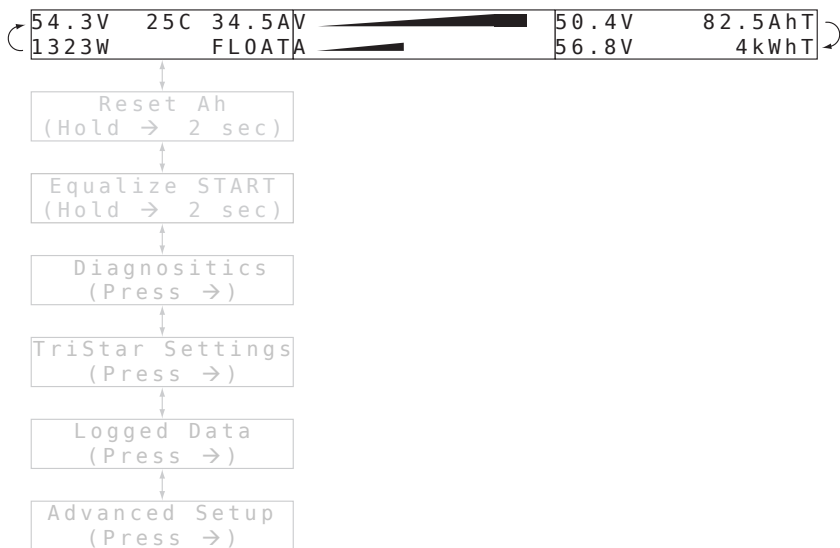 54.3V 25C 34.5A V 50.4V 82.5AhT
1323W FLOAT A 56.8V 4kWhT
Reset Ah
(Hold → 2 sec)
Equalize START
(Hold → 2 sec)
Diagnositics
(Press →)
TriStar Settings
(Press →)
Logged Data
(Press →)
Advanced Setup
(Press →)